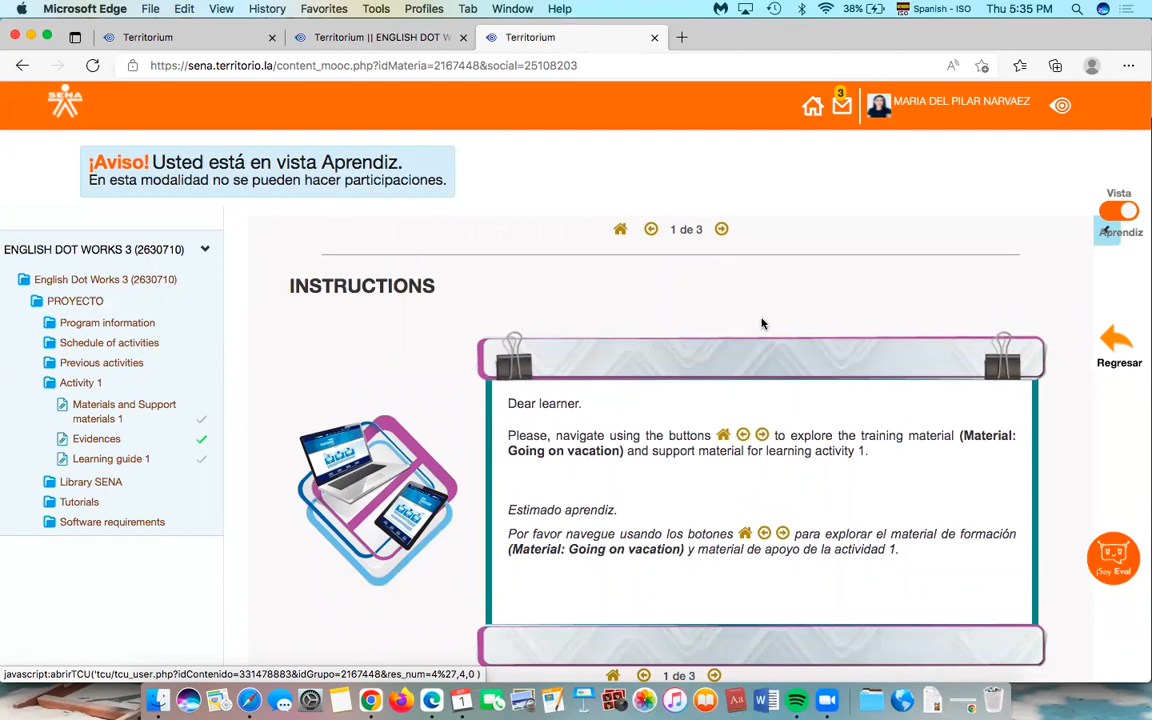 Microsoft Edge File Edit View History Favorites Tools Profiles Tab Window Help 38% Spanish - ISO Thu 5:35 PM
Territorium Territorium || ENGLISH DOT W Territorium
https://sena.territorio.la/content_mooc.php?idMateria=2167448&social=25108203
SENA
3
MARIA DEL PILAR NARVAEZ
¡Aviso! Usted está en vista Aprendiz.
En esta modalidad no se pueden hacer participaciones.
Vista
Aprendiz
1 de 3
ENGLISH DOT WORKS 3 (2630710)
English Dot Works 3 (2630710)
PROYECTO
Program information
Schedule of activities
Previous activities
Activity 1
Materials and Support
materials 1
Evidences
Learning guide 1
Library SENA
Tutorials
Software requirements
INSTRUCTIONS
Dear learner.
Please, navigate using the buttons to explore the training material (Material:
Going on vacation) and support material for learning activity 1.
Estimado aprendiz.
Por favor navegue usando los botones para explorar el material de formación
(Material: Going on vacation) y material de apoyo de la actividad 1.
Regresar
¡Soy Eva!
1 de 3
javascript:abrirTCU('tcu/tcu_user.php?idContenido=331478883&idGrupo=2167448&res_num=4%27,4,0 )